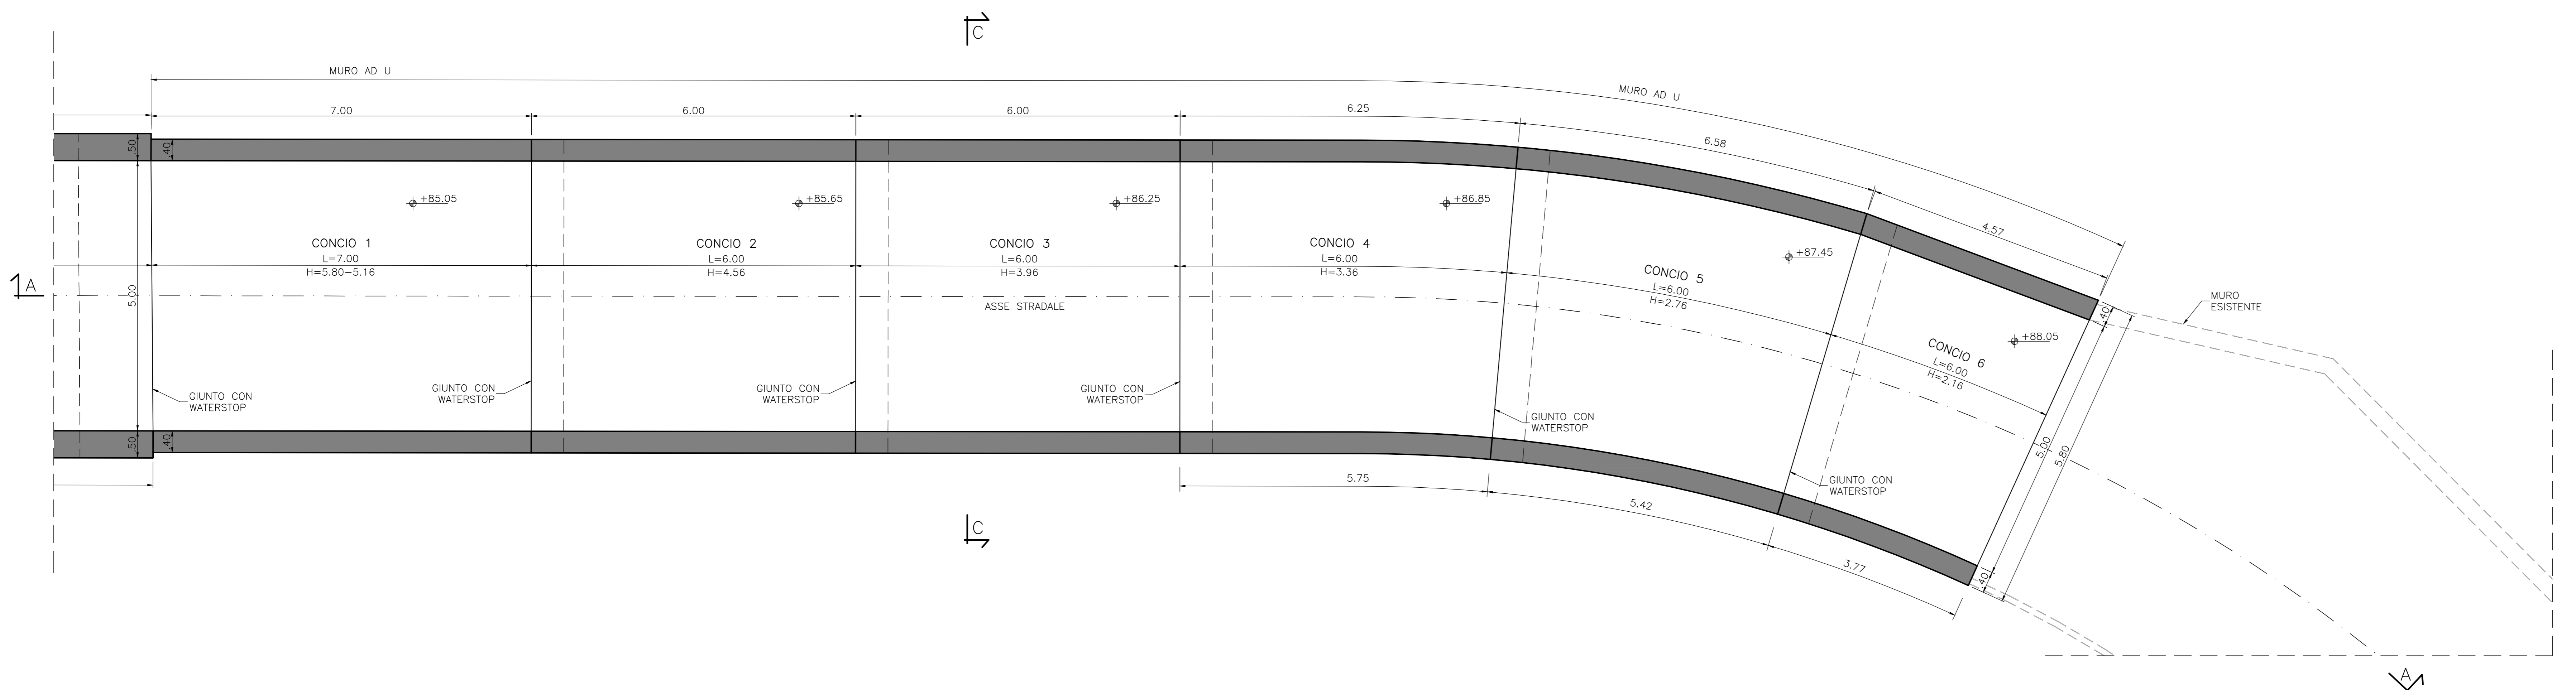 C
MURO AD U
MURO AD U
7.00
6.00
6.00
6.25
6.58
4.57
.50
.40
+85.05
+85.65
+86.25
+86.85
+87.45
+88.05
CONCIO 1
L=7.00
H=5.80-5.16
CONCIO 2
L=6.00
H=4.56
CONCIO 3
L=6.00
H=3.96
CONCIO 4
L=6.00
H=3.36
CONCIO 5
L=6.00
H=2.76
CONCIO 6
L=6.00
H=2.16
A
5.00
ASSE STRADALE
MURO
ESISTENTE
.40
GIUNTO CON
WATERSTOP
GIUNTO CON
WATERSTOP
GIUNTO CON
WATERSTOP
GIUNTO CON
WATERSTOP
GIUNTO CON
WATERSTOP
GIUNTO CON
WATERSTOP
.50
.40
5.00
5.80
5.75
5.42
3.77
.40
C
A